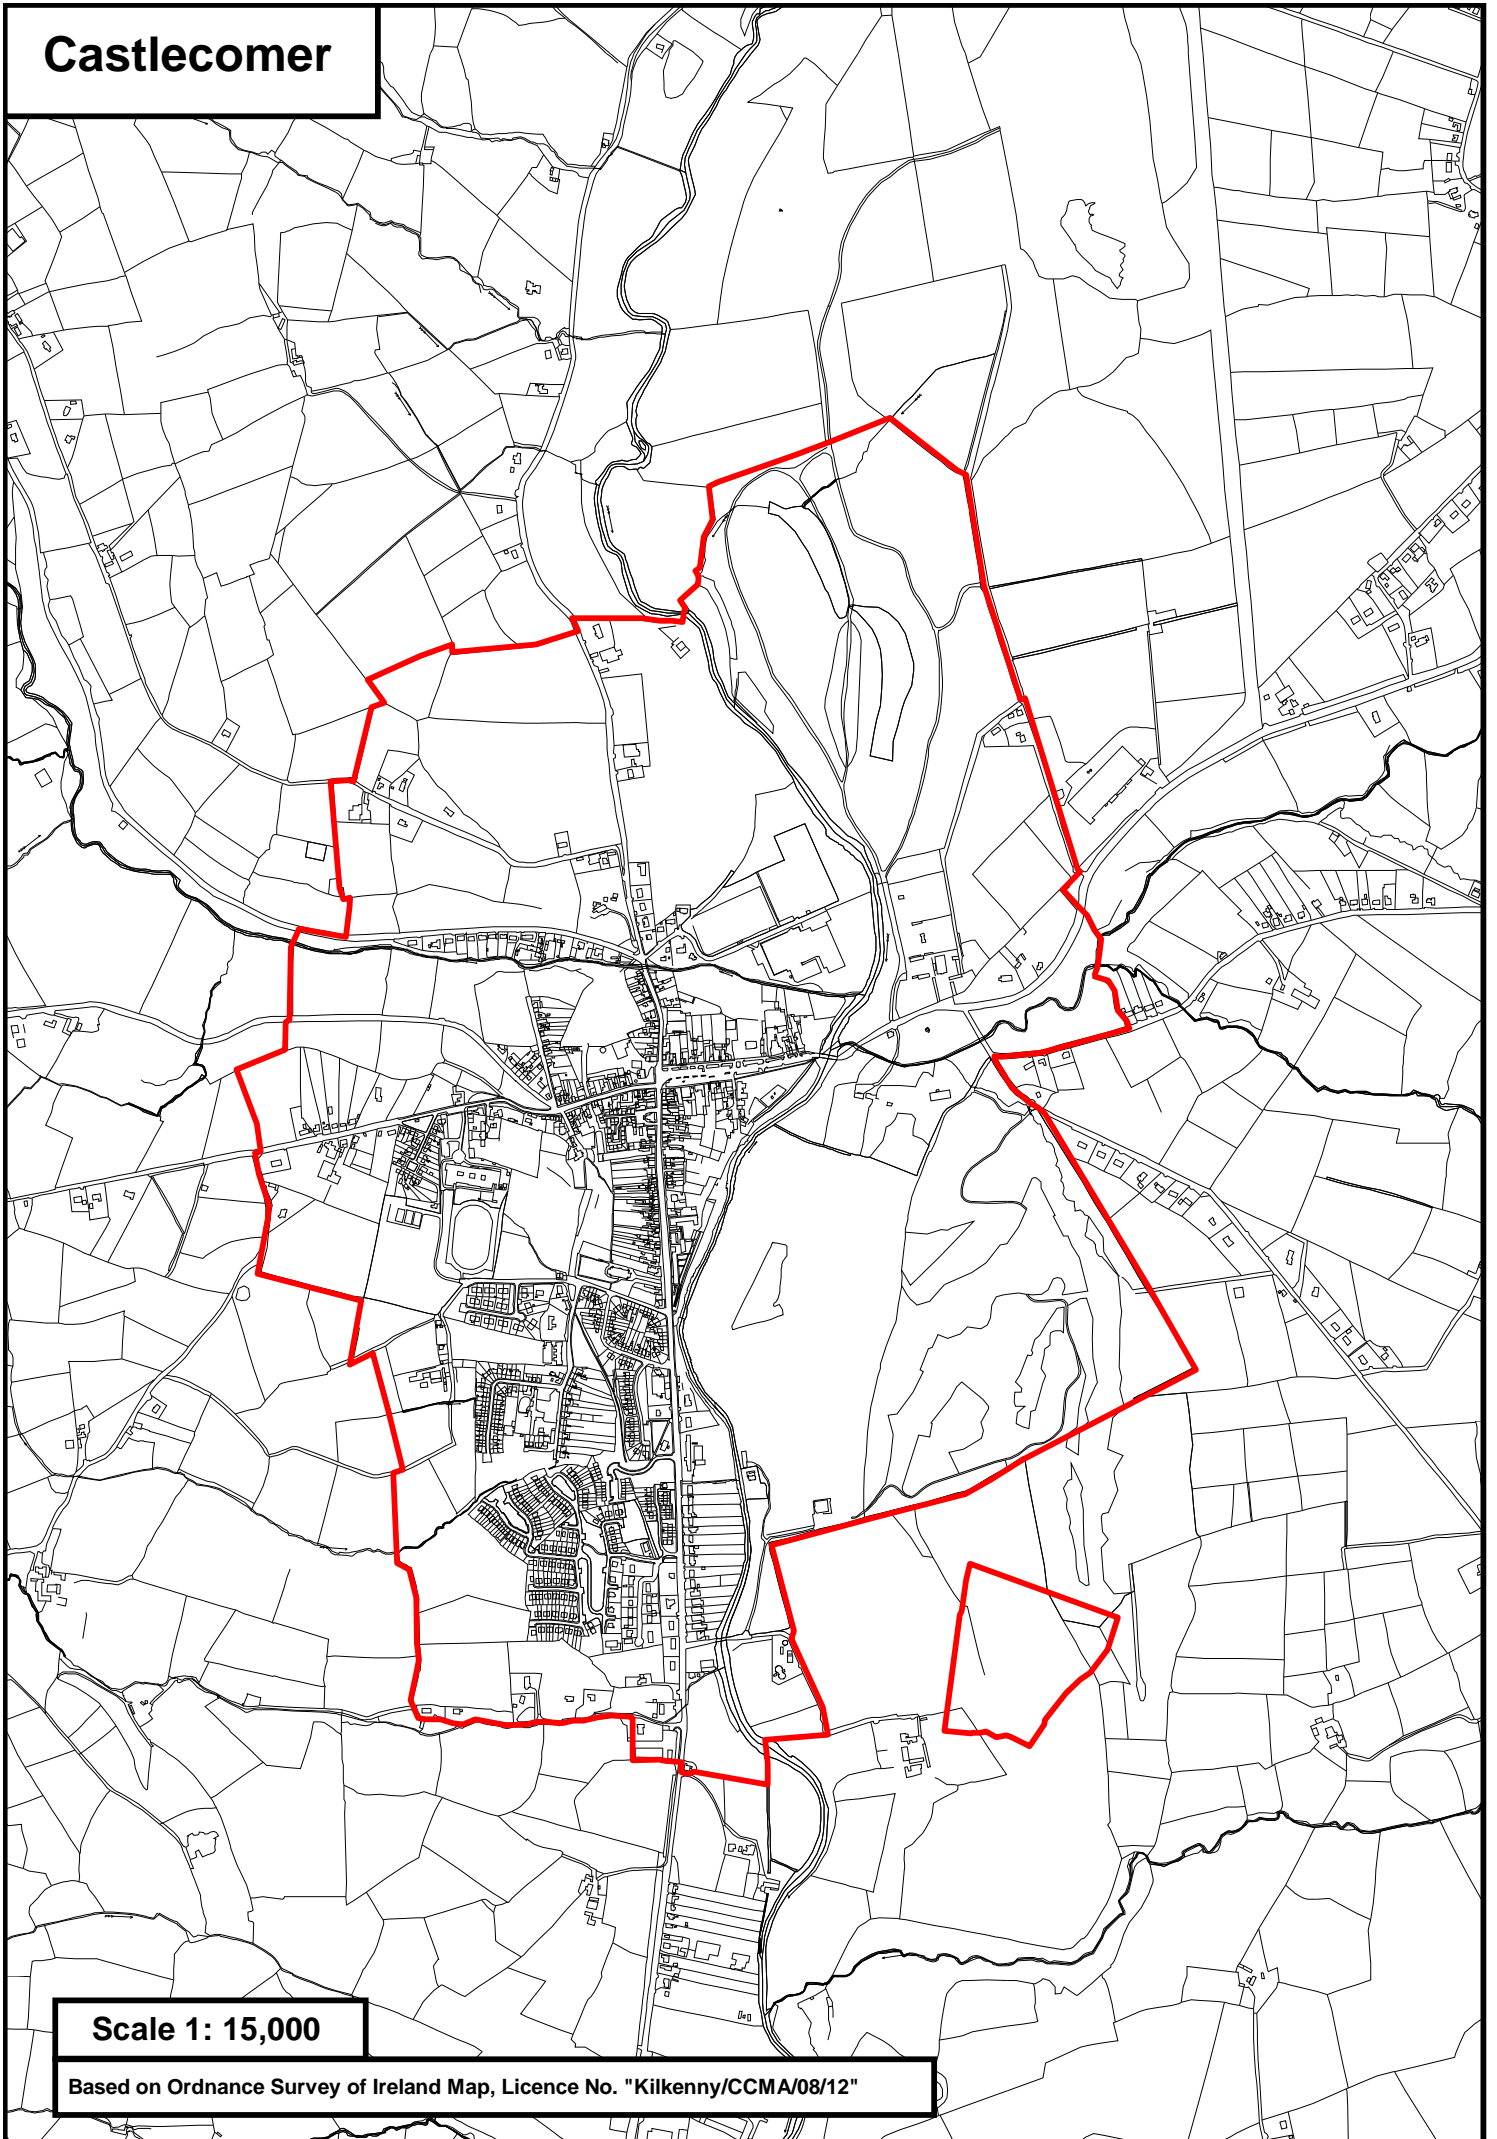 Castlecomer
Scale 1: 15,000
Based on Ordnance Survey of Ireland Map, Licence No. "Kilkenny/CCMA/08/12"